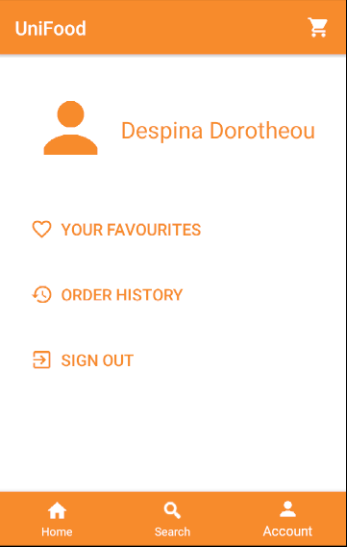 UniFood
Despina Dorotheou
YOUR FAVOURITES
ORDER HISTORY
SIGN OUT
Home
Search
Account